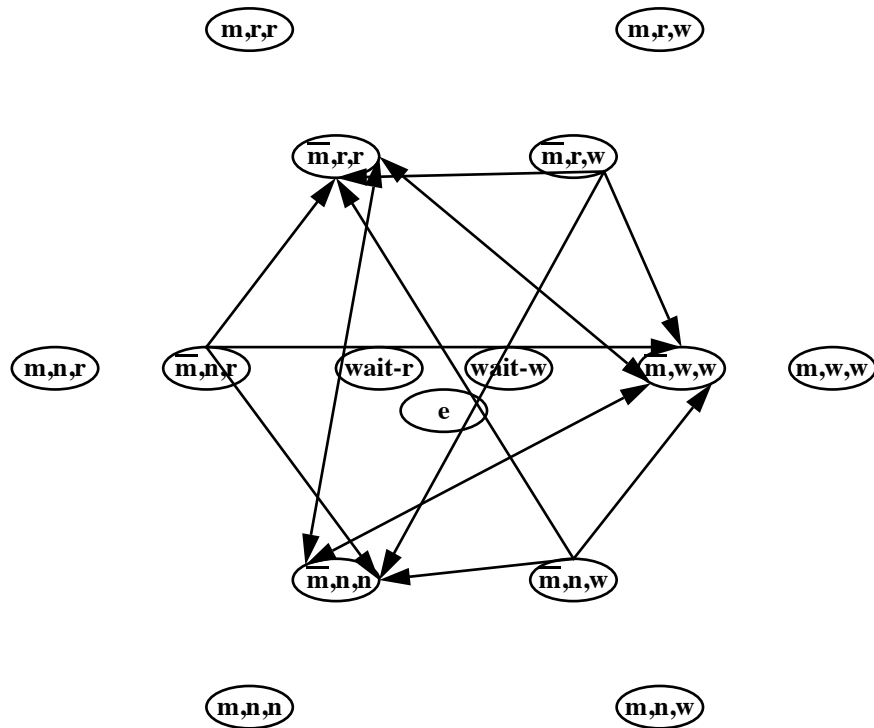 m,r,r
m,r,w
m̅,r,r
m̅,r,w
m,n,r
m̅,n,r
wait-r
wait-w
m̅,w,w
m,w,w
e
m̅,n,n
m̅,n,w
m,n,n
m,n,w